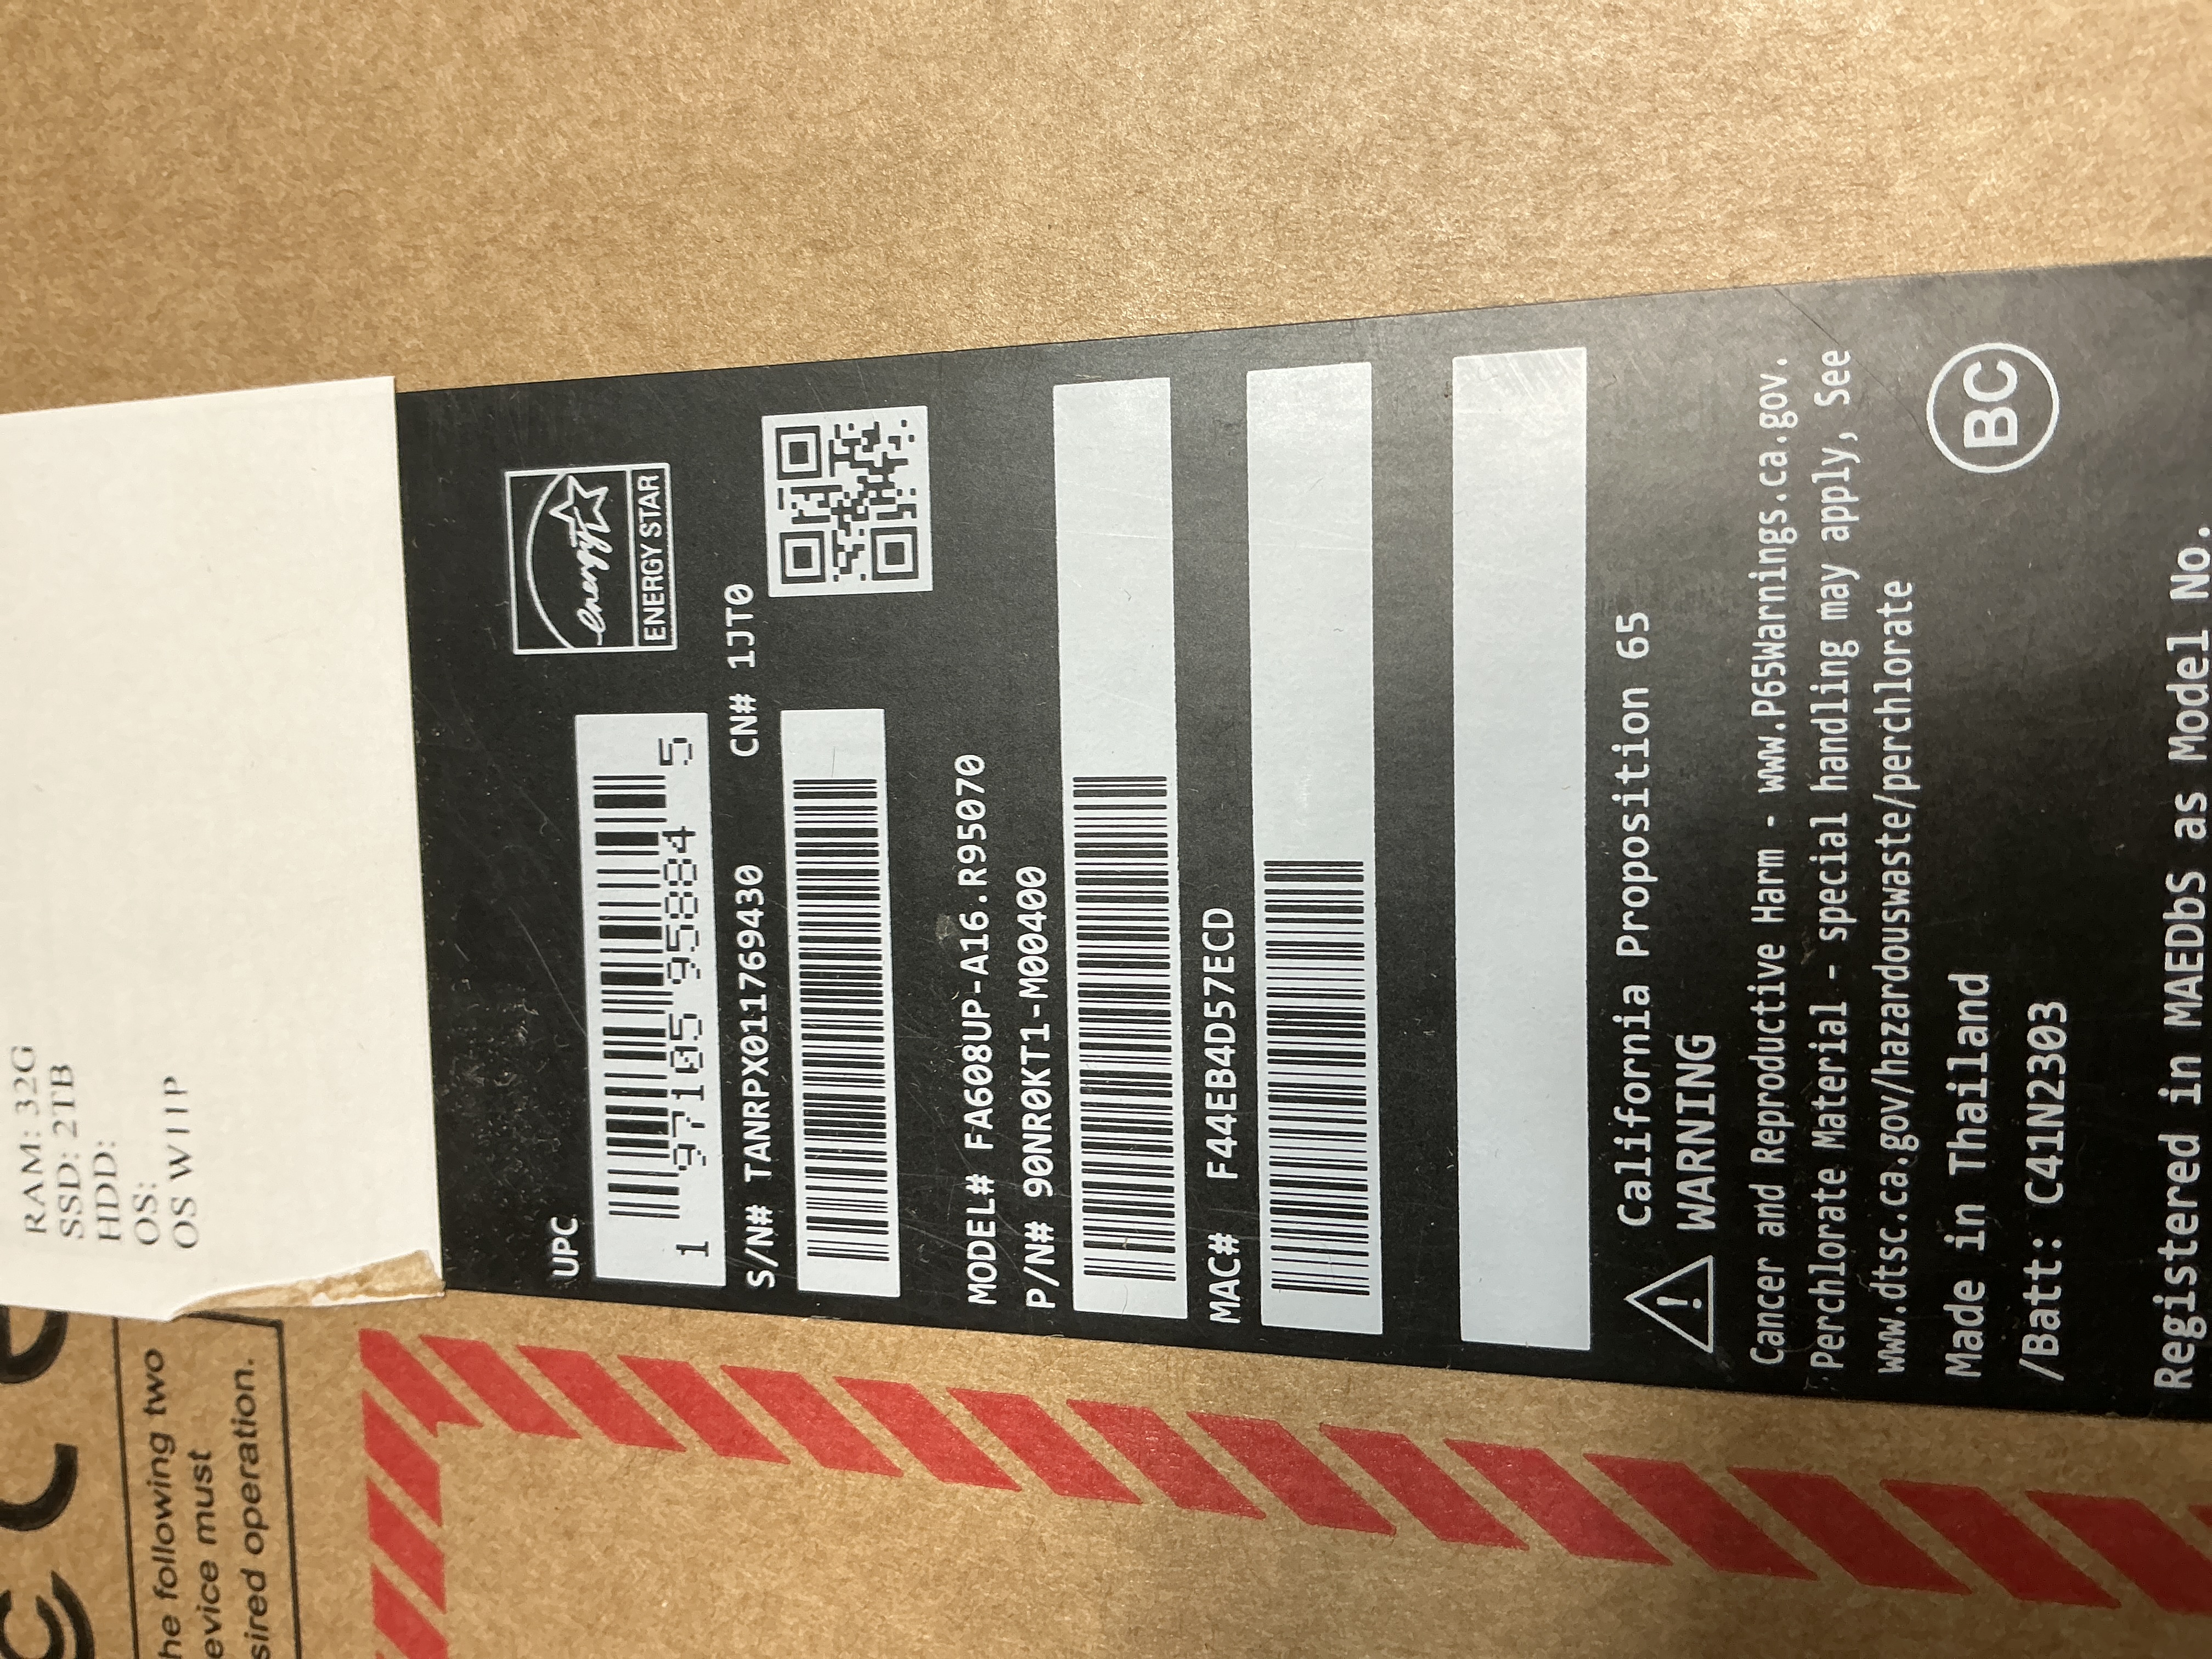 RAM: 32G
SSD: 2TB
HDD:
OS:
OS W11P
he following two
evice must
sired operation.
energy
ENERGY STAR
UPC
1 97105 95884 5
S/N# TANRPX011769430 CN# 1JT0
MODEL# FA608UP-A16.R95070
P/N# 90NR0KT1-M00400
MAC# F44EB4D57ECD
California Proposition 65
WARNING
Cancer and Reproductive Harm - www.P65Warnings.ca.gov.
Perchlorate Material - special handling may apply, See
www.dtsc.ca.gov/hazardouswaste/perchlorate
Made in Thailand
/Batt: C41N2303
BC
Registered in MAEDbS as Model No.